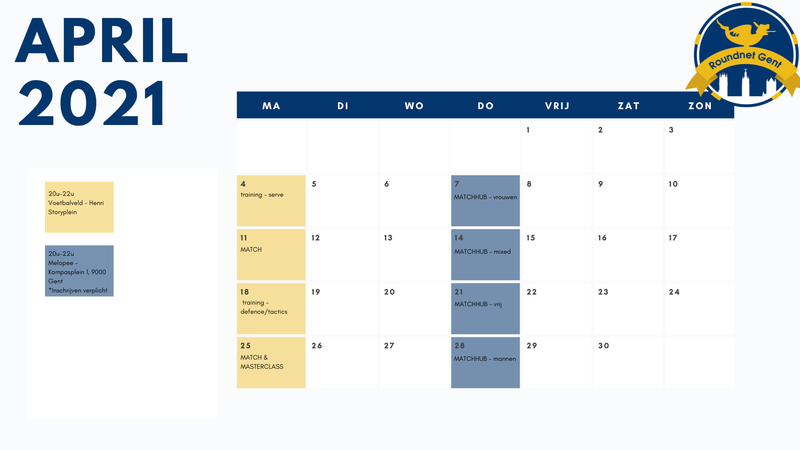 APRIL
2021
Roundnet Gent
MA DI WO DO VRIJ ZAT ZON
1 2 3
4 5 6 7 8 9 10
training - serve
MATCHHUB - vrouwen
11 12 13 14 15 16 17
MATCH
MATCHHUB - mixed
18 19 20 21 22 23 24
training -
defence/tactics
MATCHHUB - vrij
25 26 27 28 29 30
MATCH &
MASTERCLASS
MATCHHUB - mannen
20u-22u
Voetbalveld - Henri
Storyplein
20u-22u
Melopee -
Kompasplein 1, 9000
Gent
*Inschrijven verplicht